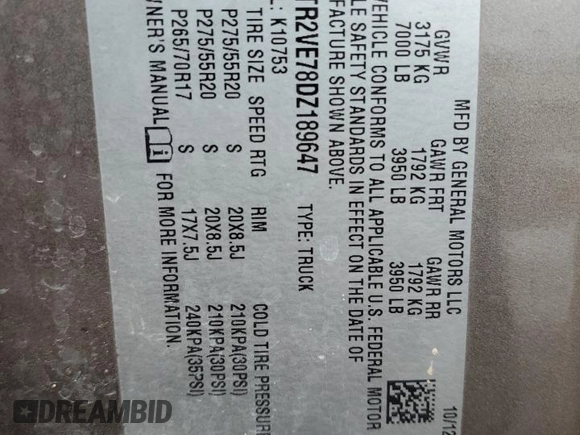 MFD BY GENERAL MOTORS LLC
10/12
GVWR GAWR FRT GAWR RR
3175 KG 1792 KG 1792 KG
7000 LB 3950 LB 3950 LB
VEHICLE CONFORMS TO ALL APPLICABLE U.S. FEDERAL MOTOR
LE SAFETY STANDARDS IN EFFECT ON THE DATE OF
FACTURE SHOWN ABOVE.
TR2VE78DZ189647 TYPE: TRUCK
L: K10753
TIRE SIZE SPEED RTG RIM COLD TIRE PRESSURE
P275/55R20 S 20X8.5J 210KPA(30PSI)
P275/55R20 S 20X8.5J 210KPA(30PSI)
P265/70R17 S 17X7.5J 240KPA(35PSI)
WNER'S MANUAL i FOR MORE INFORMATION.
DREAMBID